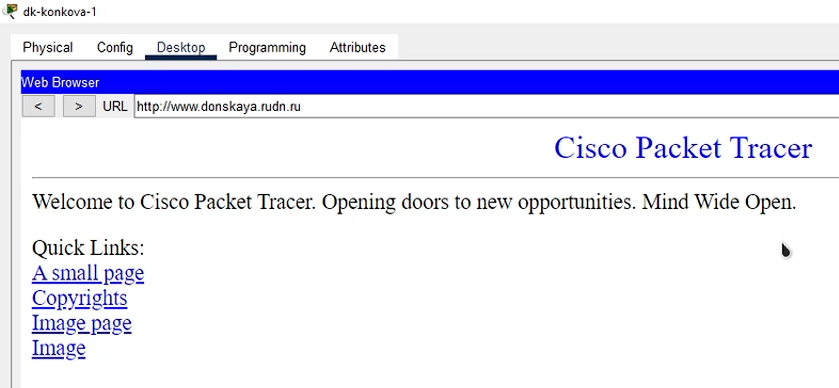 dk-konkova-1
Physical Config Desktop Programming Attributes
Web Browser
< > URL http://www.donskaya.rudn.ru
Cisco Packet Tracer
Welcome to Cisco Packet Tracer. Opening doors to new opportunities. Mind Wide Open.
Quick Links:
A small page
Copyrights
Image page
Image